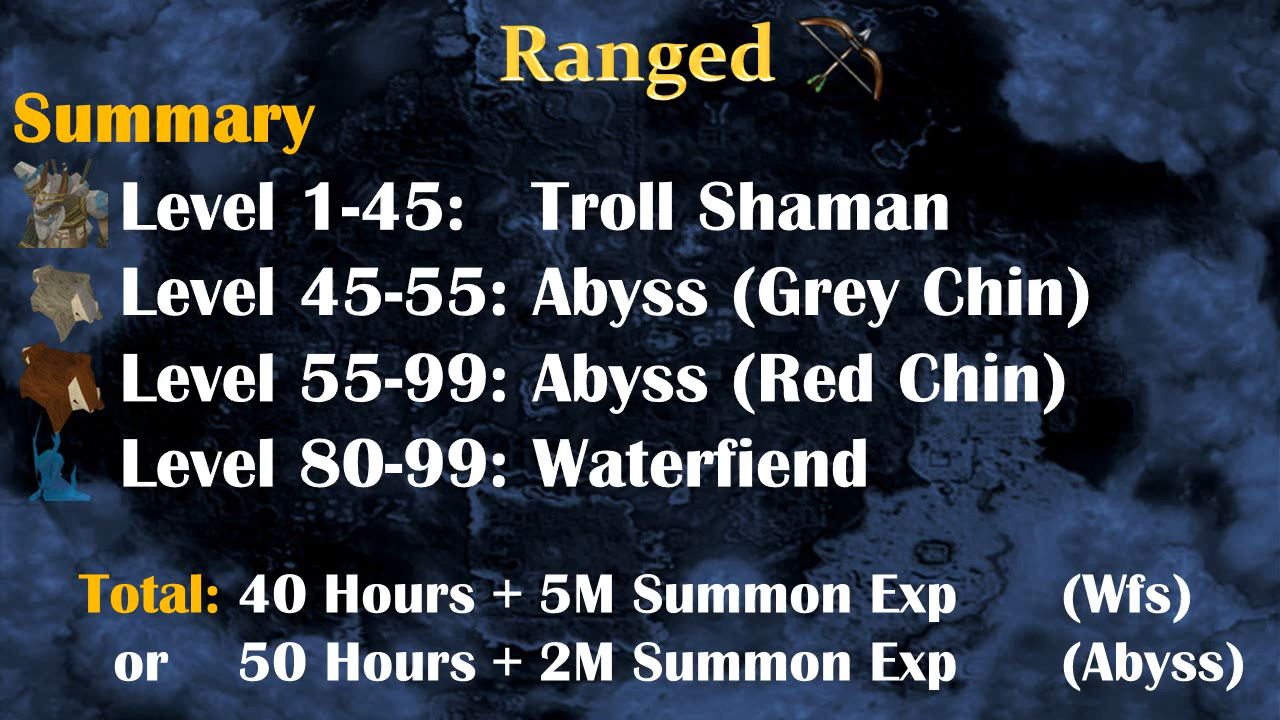 Ranged
Summary
Level 1-45: Troll Shaman
Level 45-55: Abyss (Grey Chin)
Level 55-99: Abyss (Red Chin)
Level 80-99: Waterfiend
Total: 40 Hours + 5M Summon Exp (Wfs)
or 50 Hours + 2M Summon Exp (Abyss)